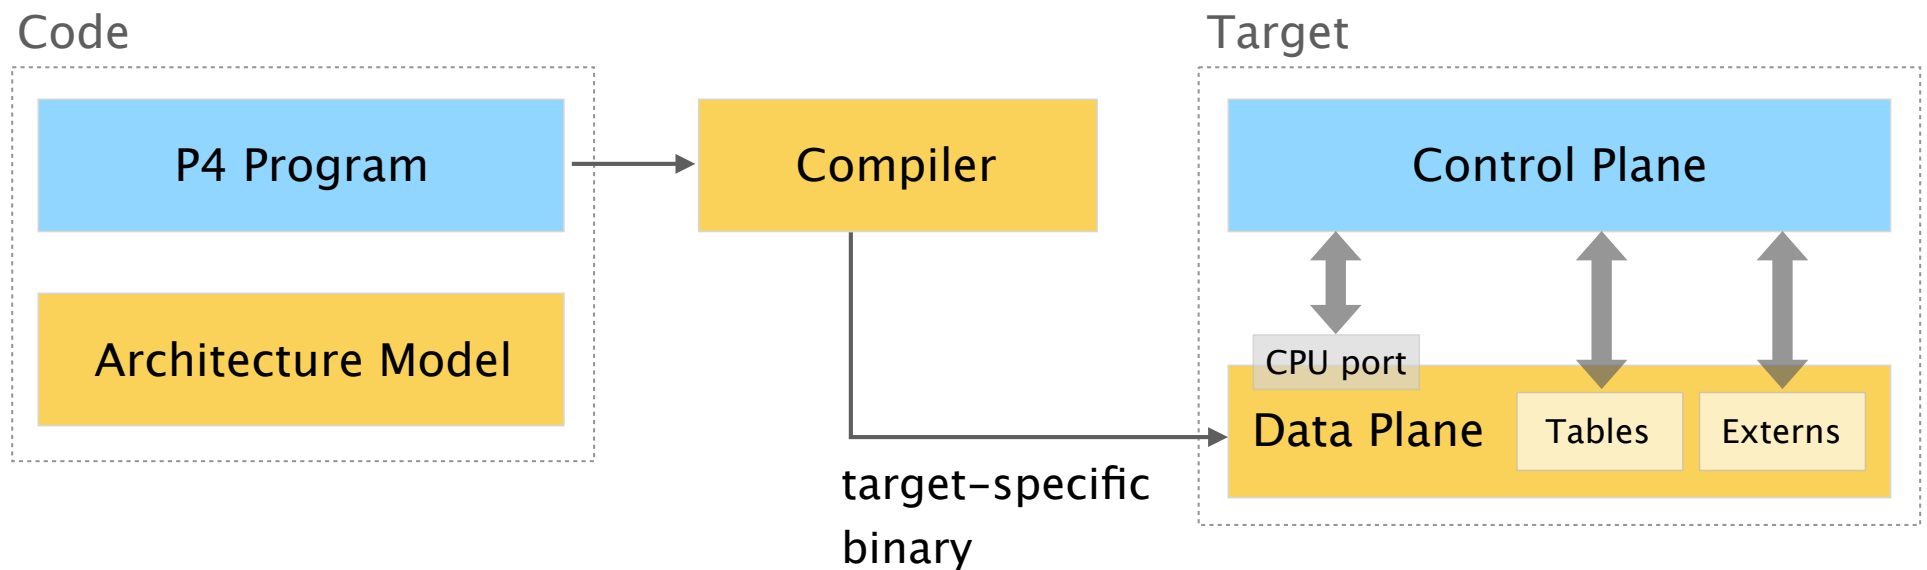 Code
P4 Program
Architecture Model
Compiler
target-specific
binary
Target
Control Plane
CPU port
Data Plane
Tables
Externs